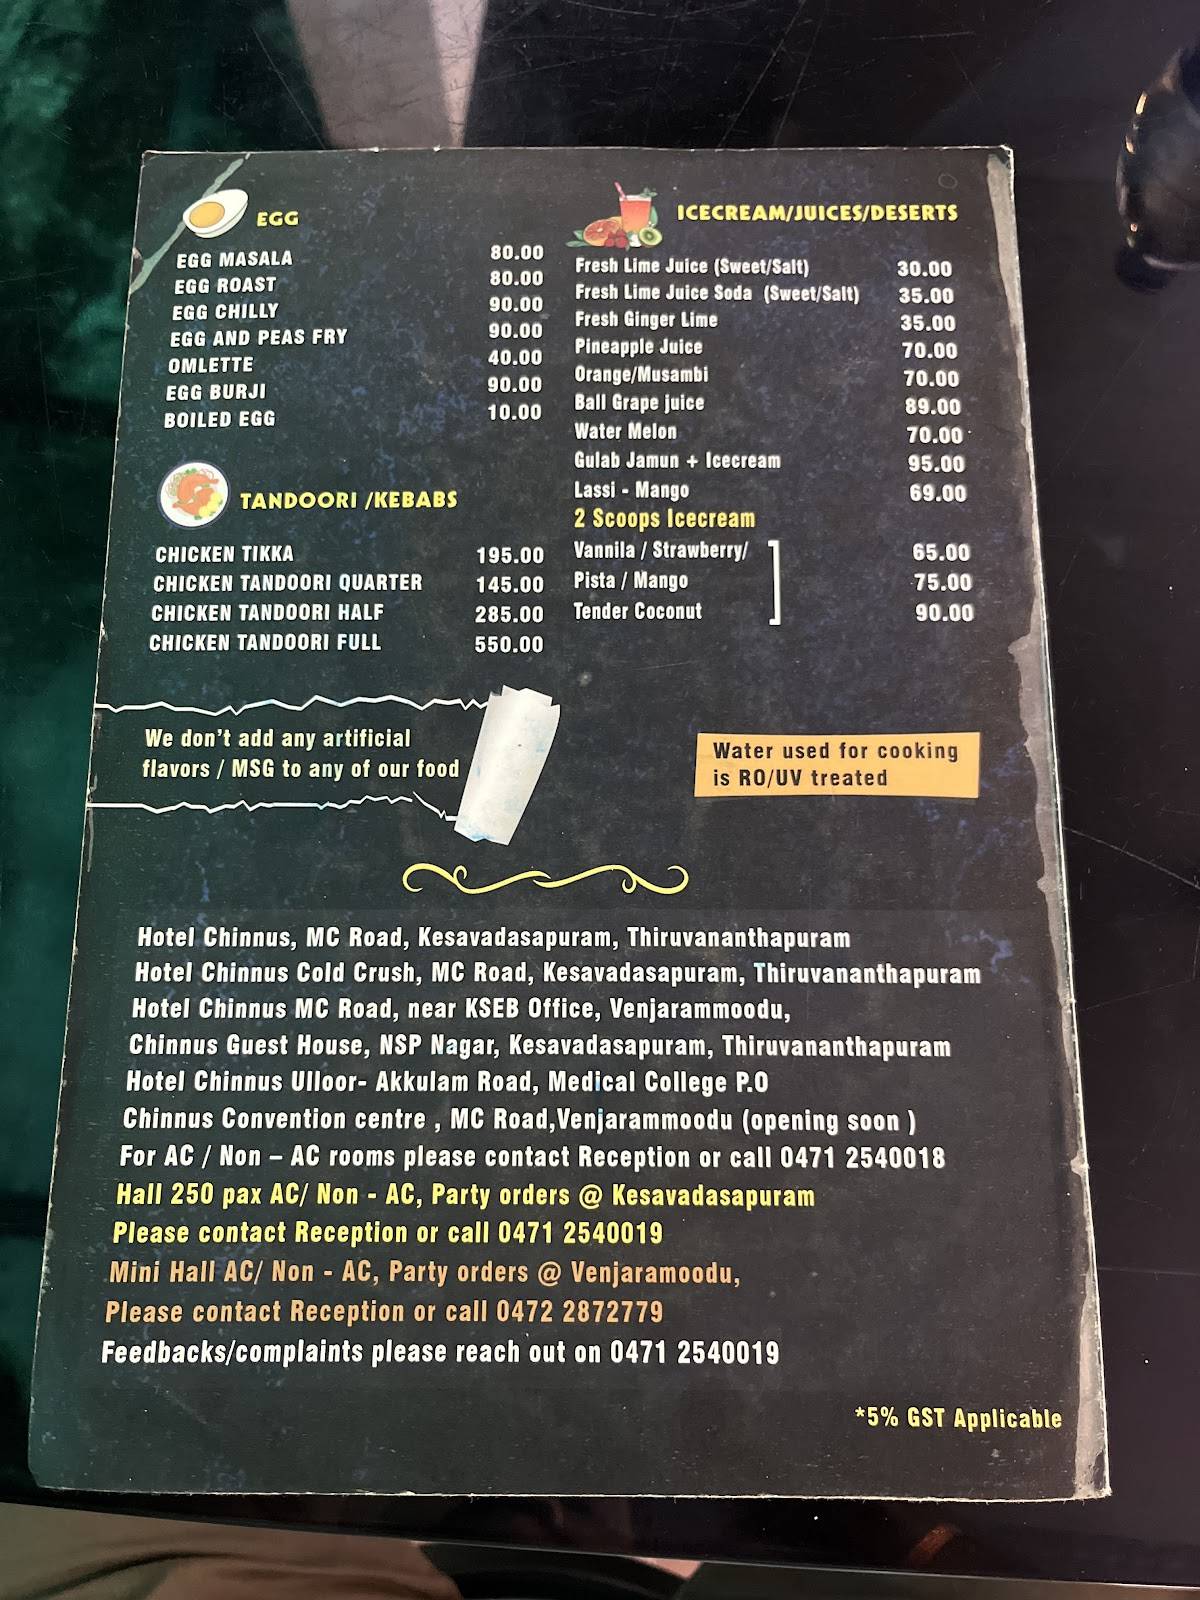 EGG
EGG MASALA 80.00
EGG ROAST 80.00
EGG CHILLY 90.00
EGG AND PEAS FRY 90.00
OMLETTE 40.00
EGG BURJI 90.00
BOILED EGG 10.00
TANDOORI /KEBABS
CHICKEN TIKKA 195.00
CHICKEN TANDOORI QUARTER 145.00
CHICKEN TANDOORI HALF 285.00
CHICKEN TANDOORI FULL 550.00
ICECREAM/JUICES/DESERTS
Fresh Lime Juice (Sweet/Salt) 30.00
Fresh Lime Juice Soda (Sweet/Salt) 35.00
Fresh Ginger Lime 35.00
Pineapple Juice 70.00
Orange/Musambi 70.00
Ball Grape juice 89.00
Water Melon 70.00
Gulab Jamun + Icecream 95.00
Lassi - Mango 69.00
2 Scoops Icecream
Vannila / Strawberry/ 65.00
Pista / Mango 75.00
Tender Coconut 90.00
We don't add any artificial
flavors / MSG to any of our food
Water used for cooking
is RO/UV treated
Hotel Chinnus, MC Road, Kesavadasapuram, Thiruvananthapuram
Hotel Chinnus Cold Crush, MC Road, Kesavadasapuram, Thiruvananthapuram
Hotel Chinnus MC Road, near KSEB Office, Venjarammoodu,
Chinnus Guest House, NSP Nagar, Kesavadasapuram, Thiruvananthapuram
Hotel Chinnus Ulloor- Akkulam Road, Medical College P.O
Chinnus Convention centre , MC Road,Venjarammoodu (opening soon )
For AC / Non – AC rooms please contact Reception or call 0471 2540018
Hall 250 pax AC/ Non - AC, Party orders @ Kesavadasapuram
Please contact Reception or call 0471 2540019
Mini Hall AC/ Non - AC, Party orders @ Venjaramoodu,
Please contact Reception or call 0472 2872779
Feedbacks/complaints please reach out on 0471 2540019
*5% GST Applicable